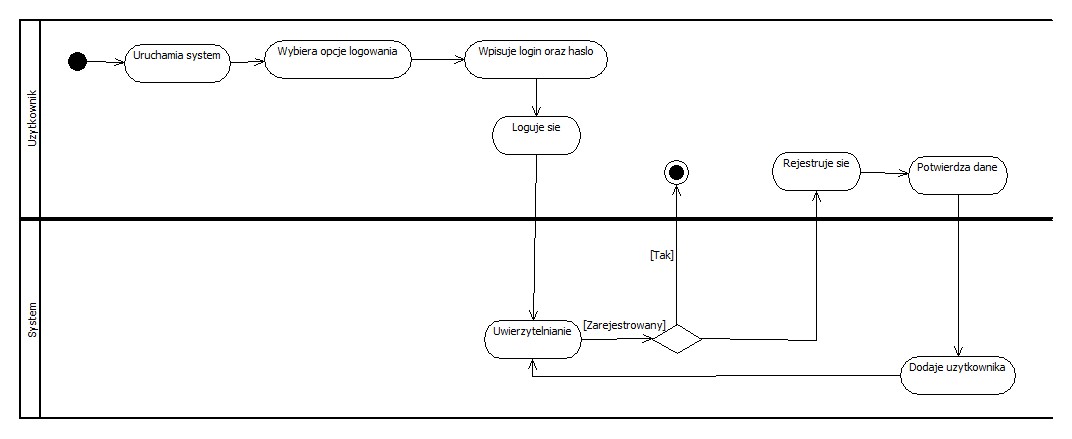 Uzytkownik
Uruchamia system
Wybiera opcje logowania
Wpisuje login oraz haslo
Loguje sie
Rejestruje sie
Potwierdza dane
System
[Tak]
Uwierzytelnianie
[Zarejestrowany]
Dodaje uzytkownika